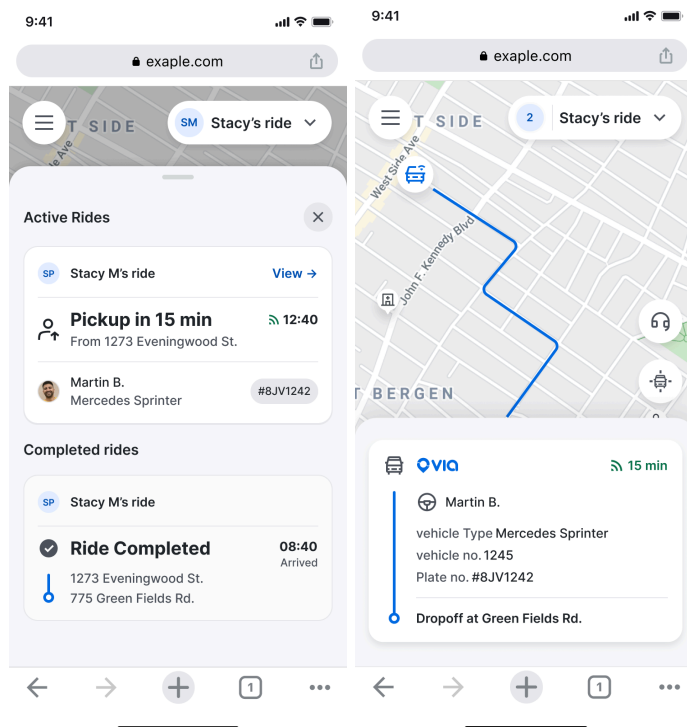 9:41
exaple.com
T SIDE
le Ave
SM
Stacy's ride
Active Rides
SP
Stacy M's ride
View →
Pickup in 15 min
12:40
From 1273 Eveningwood St.
Martin B.
Mercedes Sprinter
#8JV1242
Completed rides
SP
Stacy M's ride
Ride Completed
08:40
Arrived
1273 Eveningwood St.
775 Green Fields Rd.
1
9:41
exaple.com
T SIDE
2
Stacy's ride
West Side Ave
John F. Kennedy Blvd
T BERGEN
via
15 min
Martin B.
vehicle Type Mercedes Sprinter
vehicle no. 1245
Plate no. #8JV1242
Dropoff at Green Fields Rd.
1